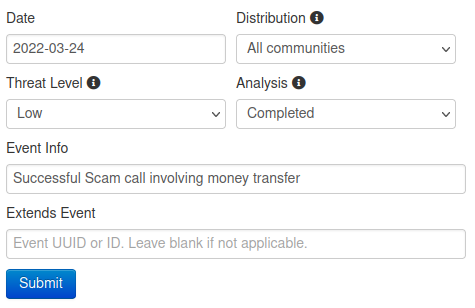 Date Distribution
2022-03-24 All communities
Threat Level Analysis
Low Completed
Event Info
Successful Scam call involving money transfer
Extends Event
Event UUID or ID. Leave blank if not applicable.
Submit